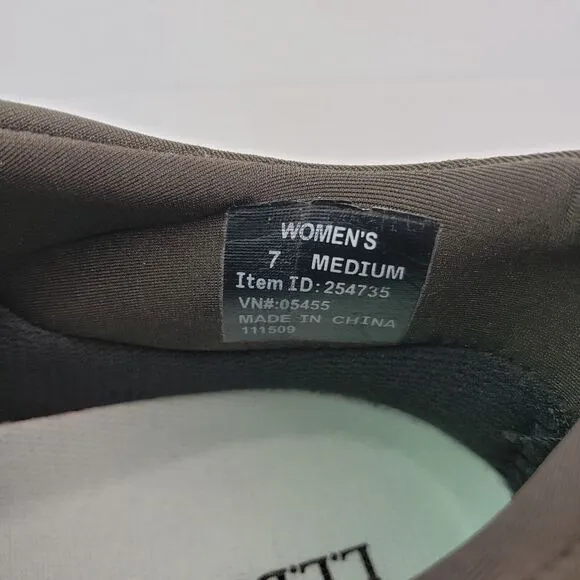 WOMEN'S
7 MEDIUM
Item ID: 254735
VN#:05455
MADE IN CHINA
111509